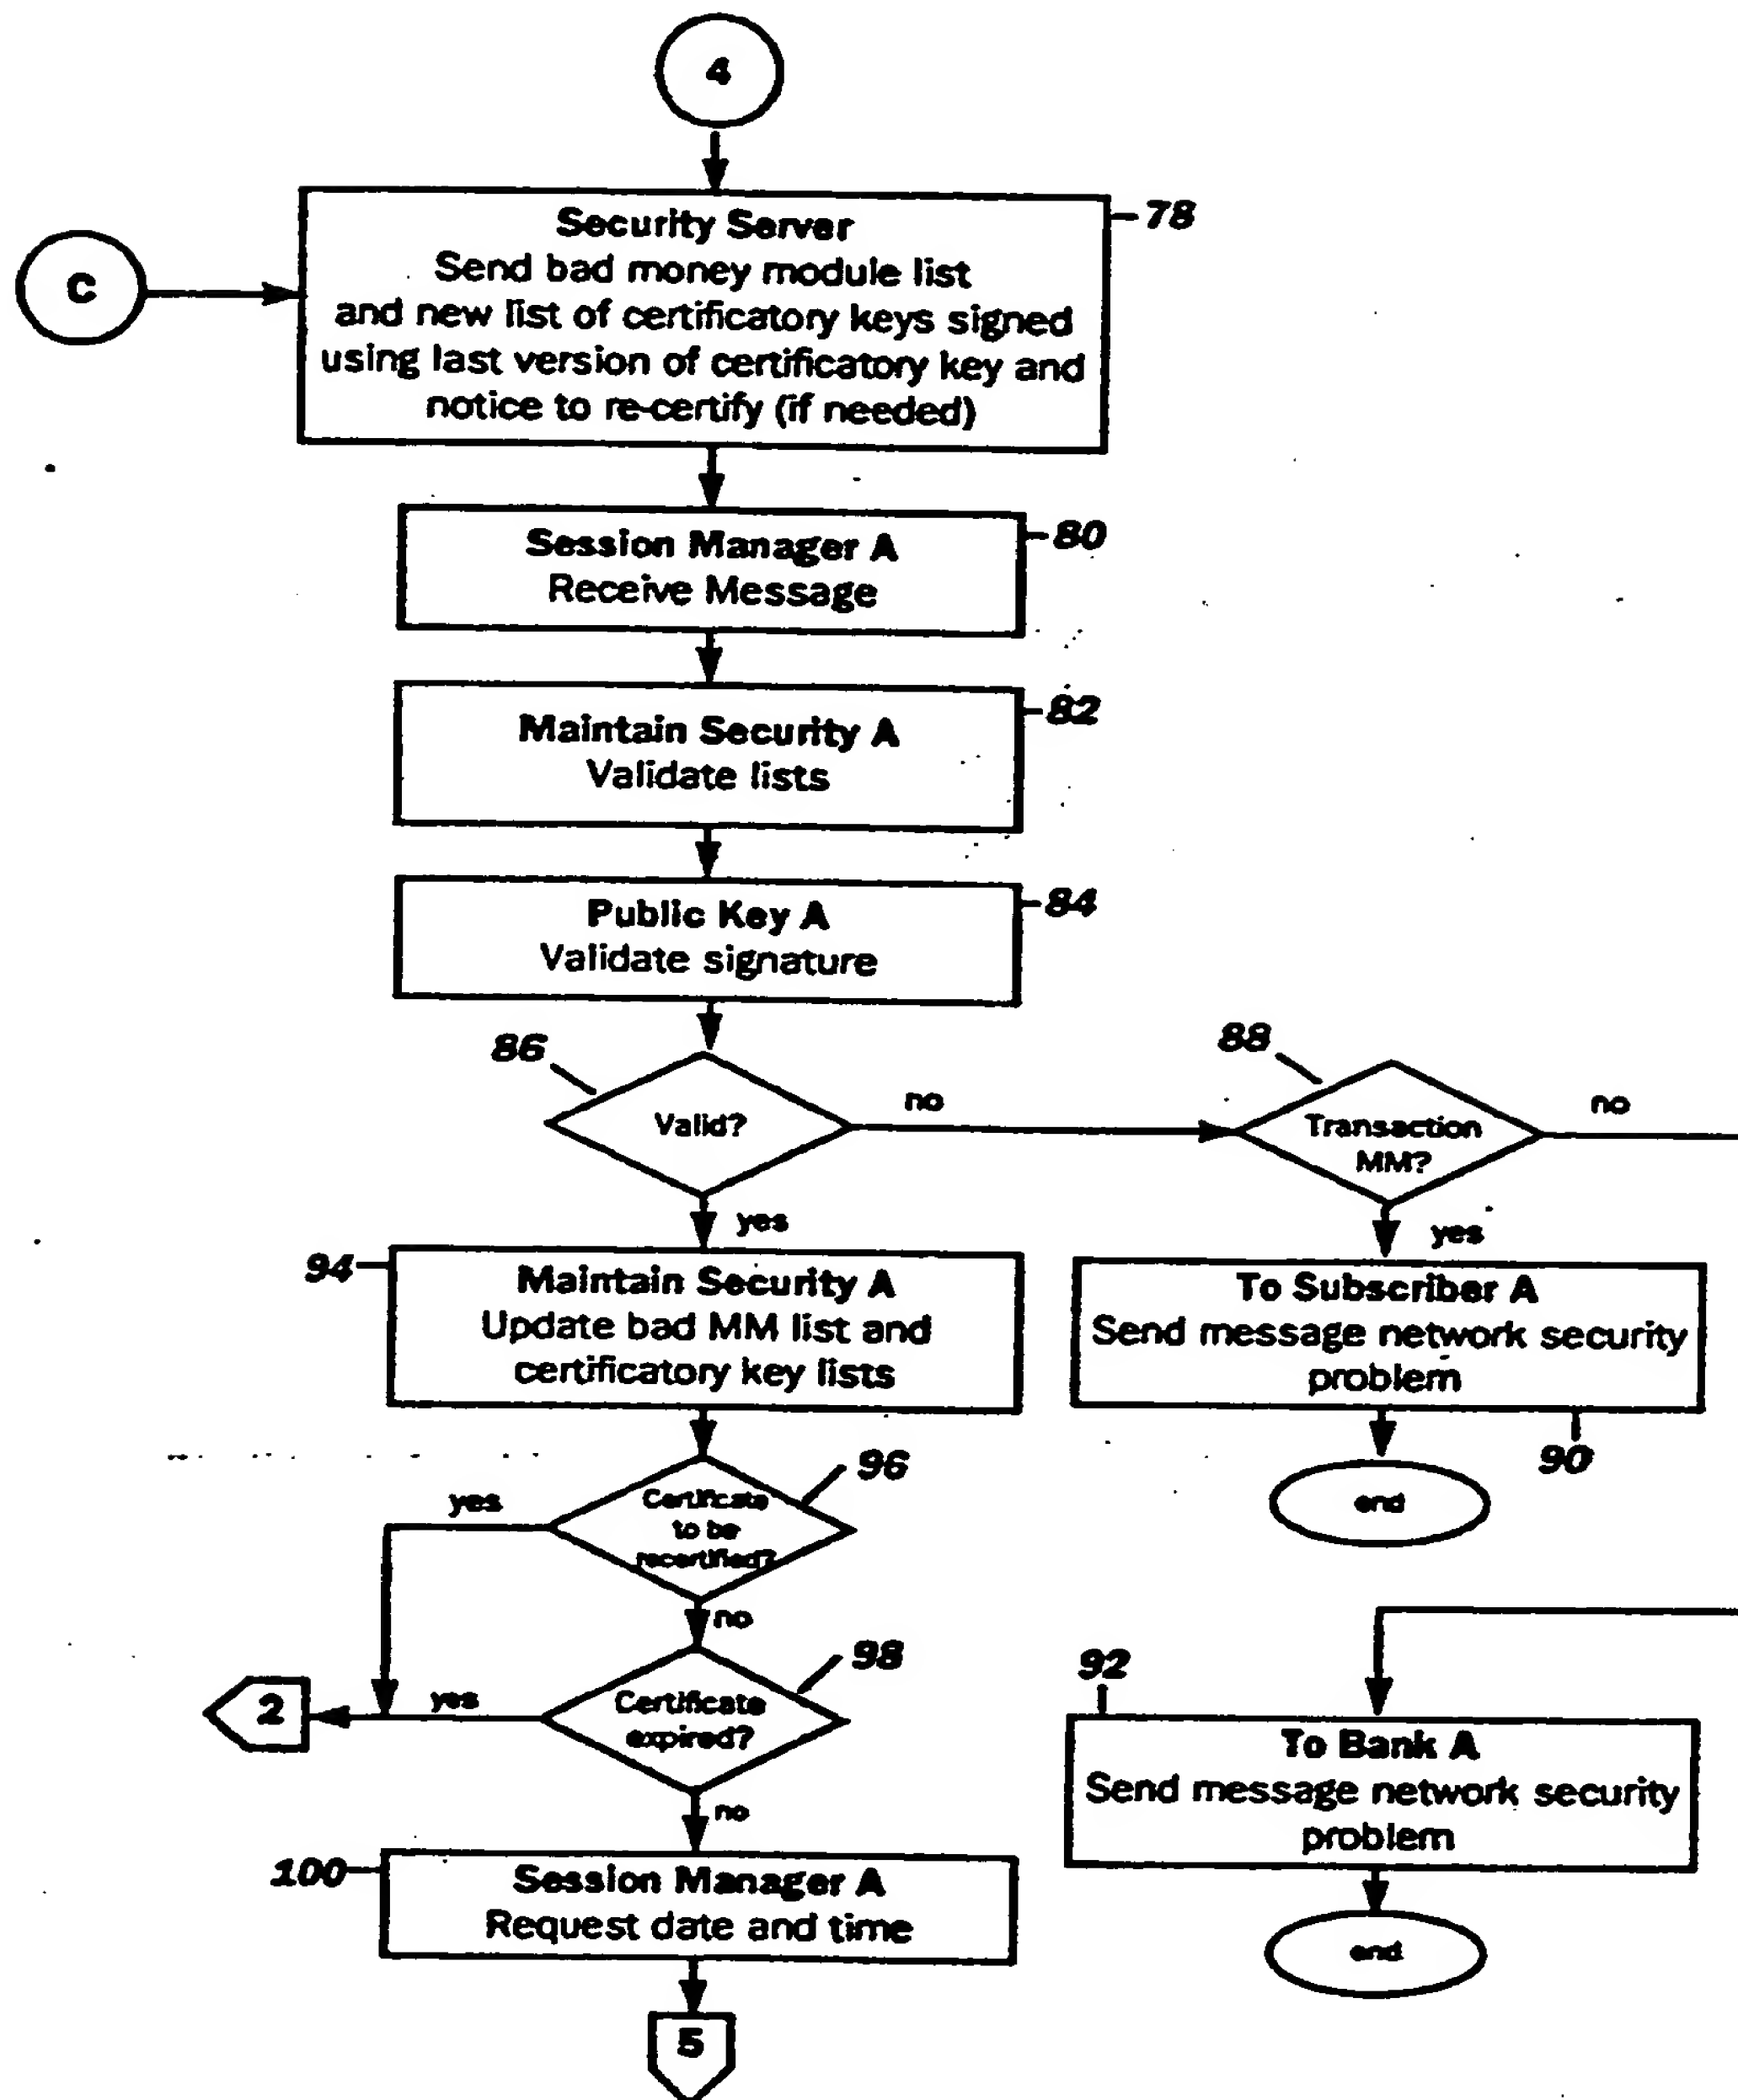 4
C
78
Security Server
Send bad money module list
and new list of certificatory keys signed
using last version of certificatory key and
notice to re-certify (if needed)
80
Session Manager A
Receive Message
82
Maintain Security A
Validate lists
84
Public Key A
Validate signature
86
Valid?
no
88
Transaction
MM?
no
yes
yes
94
Maintain Security A
Update bad MM list and
certificatory key lists
To Subscriber A
Send message network security
problem
90
end
96
Certificate
to be
recertified?
yes
no
98
Certificate
expired?
yes
2
no
92
To Bank A
Send message network security
problem
end
100
Session Manager A
Request date and time
5